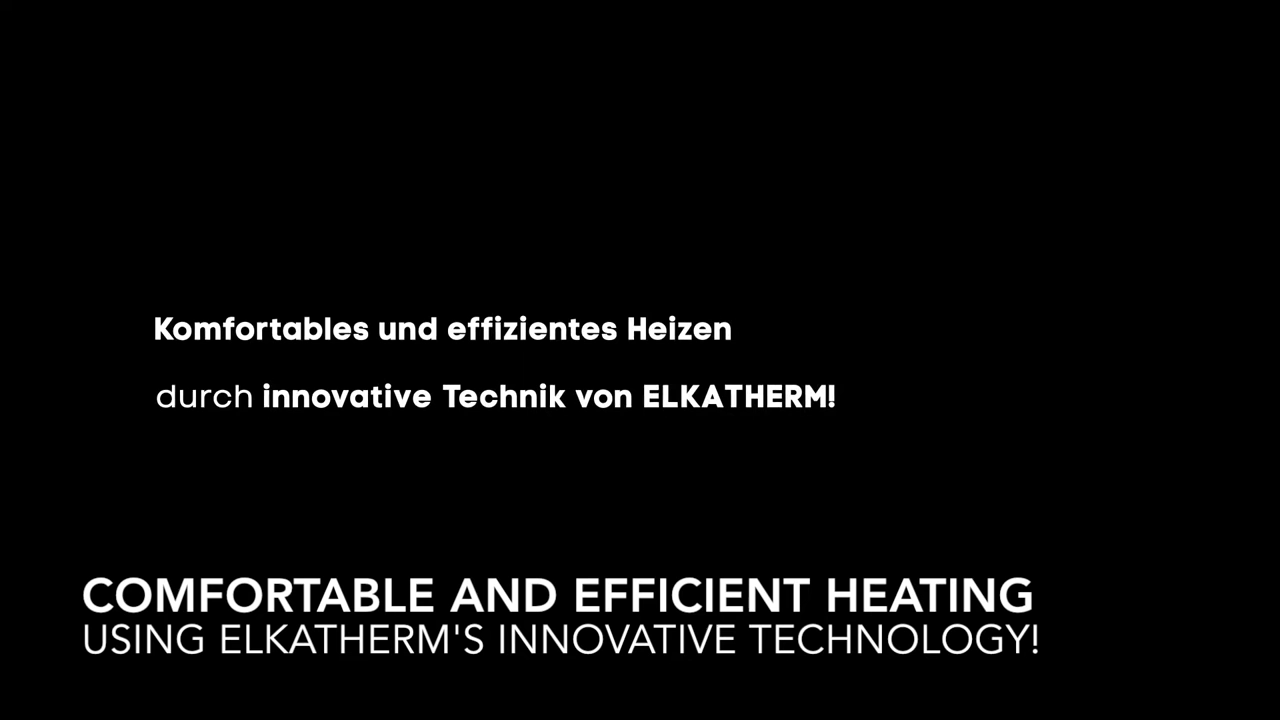 Komfortables und effizientes Heizen
durch innovative Technik von ELKATHERM!
COMFORTABLE AND EFFICIENT HEATING
USING ELKATHERM'S INNOVATIVE TECHNOLOGY!